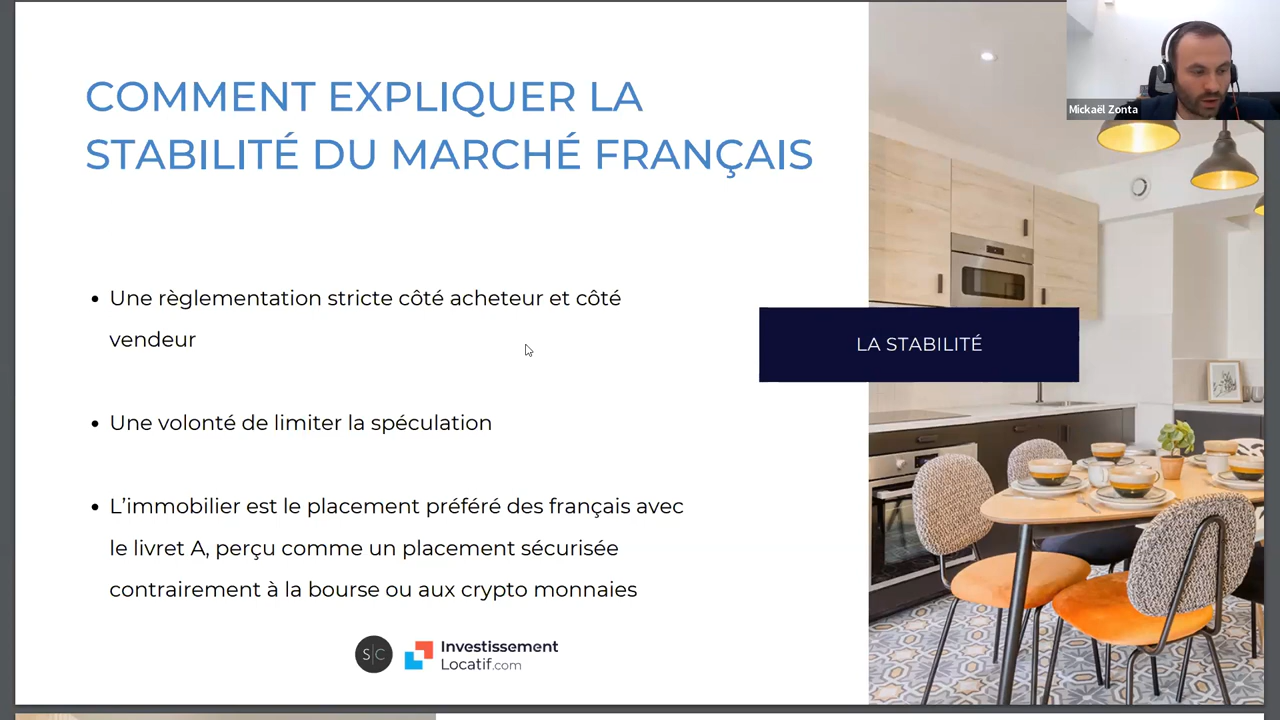 COMMENT EXPLIQUER LA
STABILITÉ DU MARCHÉ FRANÇAIS
Mickaël Zonta
Une règlementation stricte côté acheteur et côté
vendeur
LA STABILITÉ
Une volonté de limiter la spéculation
L'immobilier est le placement préféré des français avec
le livret A, perçu comme un placement sécurisée
contrairement à la bourse ou aux crypto monnaies
S|C
Investissement
Locatif.com